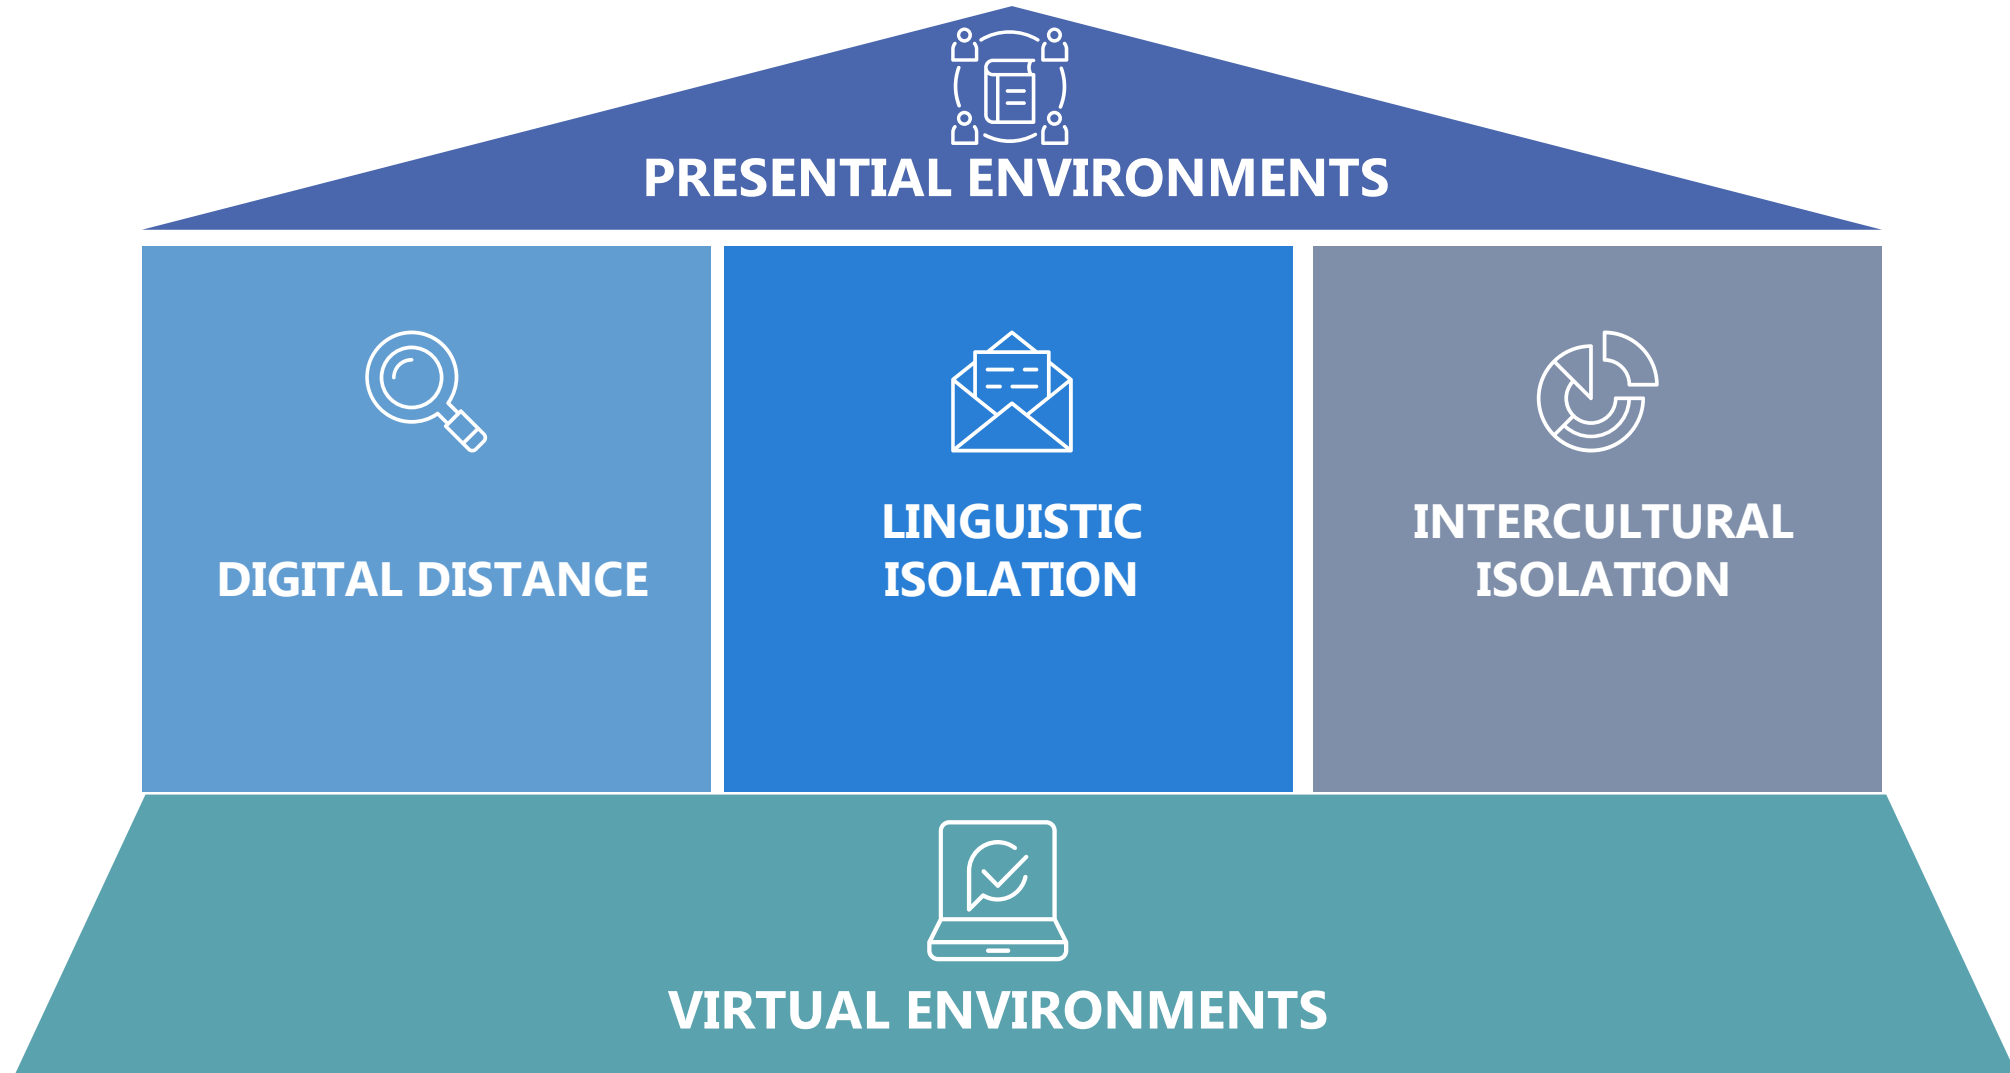 PRESENTIAL ENVIRONMENTS
DIGITAL DISTANCE
LINGUISTIC
ISOLATION
INTERCULTURAL
ISOLATION
VIRTUAL ENVIRONMENTS